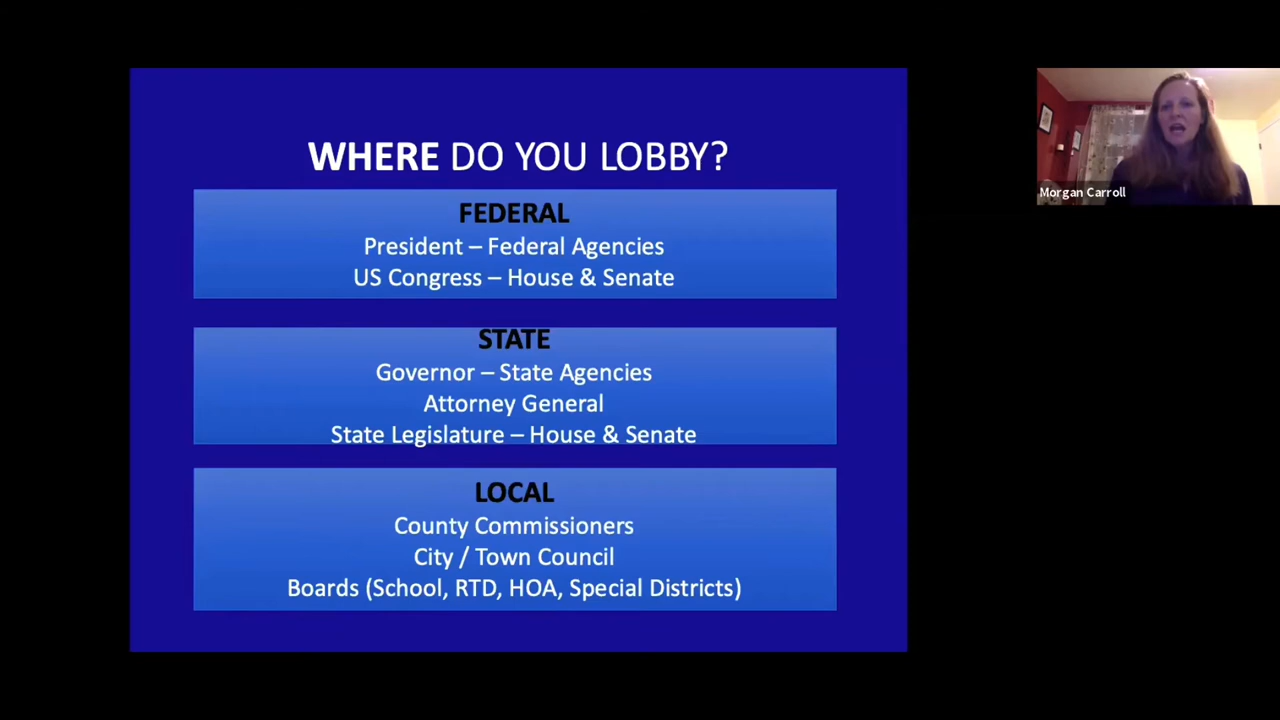 WHERE DO YOU LOBBY?
FEDERAL
President – Federal Agencies
US Congress – House & Senate
STATE
Governor – State Agencies
Attorney General
State Legislature – House & Senate
LOCAL
County Commissioners
City / Town Council
Boards (School, RTD, HOA, Special Districts)
Morgan Carroll